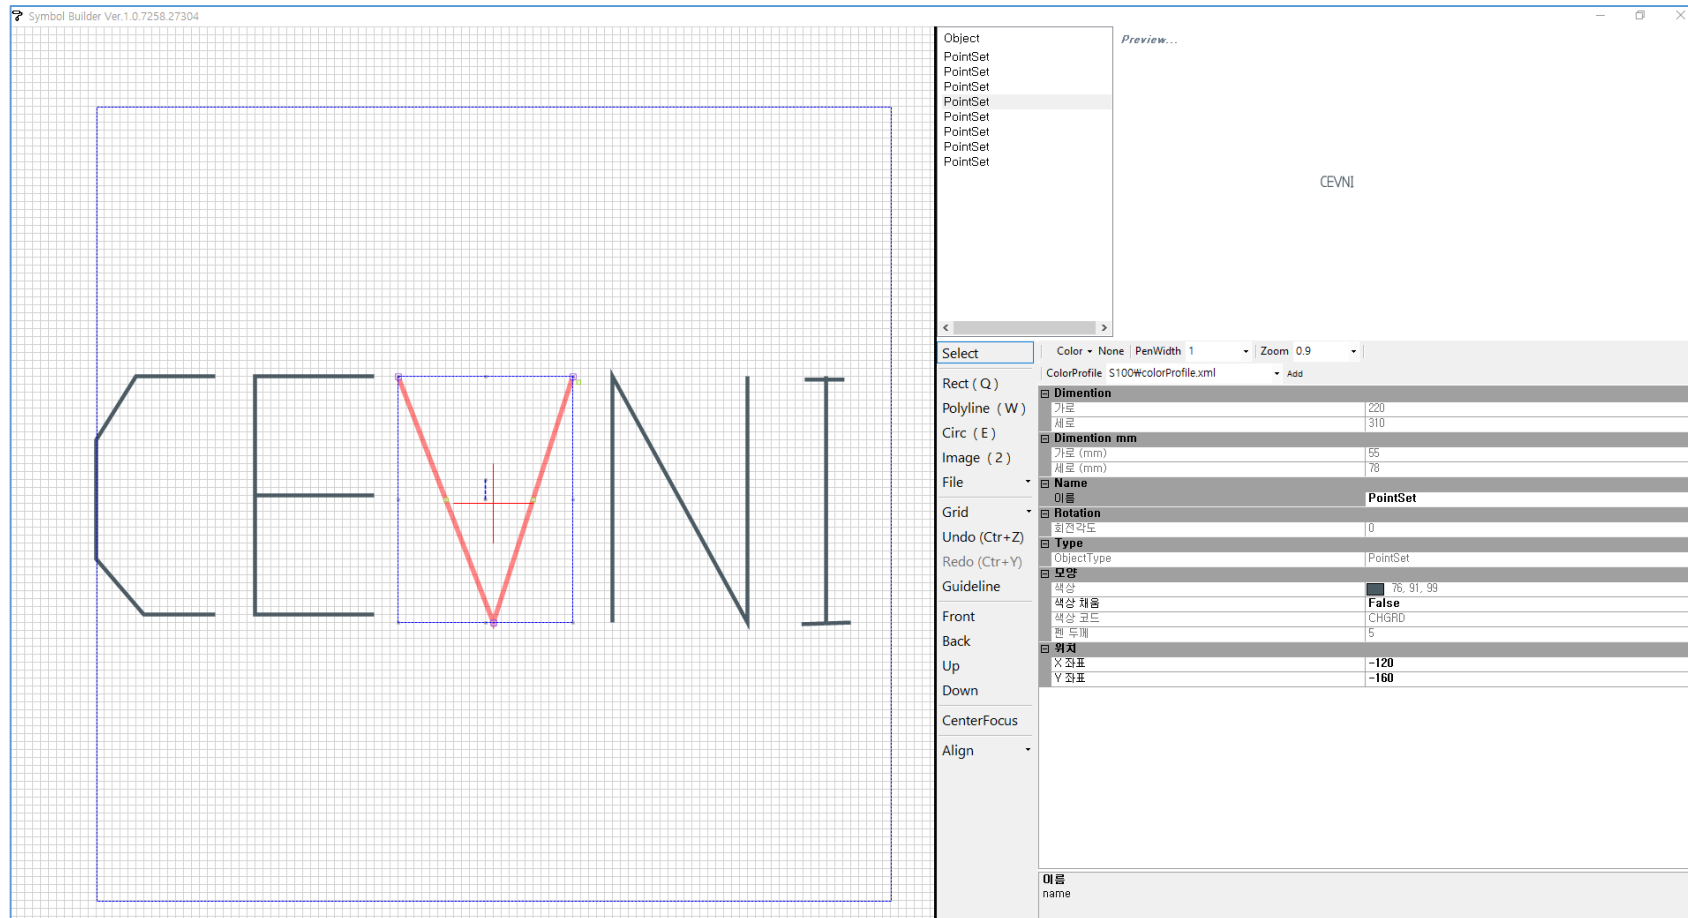 Symbol Builder Ver.1.0.7258.27304
CEVNI
Object
PointSet
PointSet
PointSet
PointSet
PointSet
PointSet
PointSet
PointSet
Preview...
CEVNI
Select
Rect ( Q )
Polyline ( W )
Circ ( E )
Image ( 2 )
File
Grid
Undo (Ctr+Z)
Redo (Ctr+Y)
Guideline
Front
Back
Up
Down
CenterFocus
Align
Color None PenWidth 1 Zoom 0.9
ColorProfile S100₩colorProfile.xml Add
Dimention
가로 220
세로 310
Dimention mm
가로 (mm) 55
세로 (mm) 78
Name
이름 PointSet
Rotation
회전각도 0
Type
ObjectType PointSet
모양
색상 76, 91, 99
색상 채움 False
색상 코드 CHGRD
펜 두께 5
위치
X 좌표 -120
Y 좌표 -160
이름
name